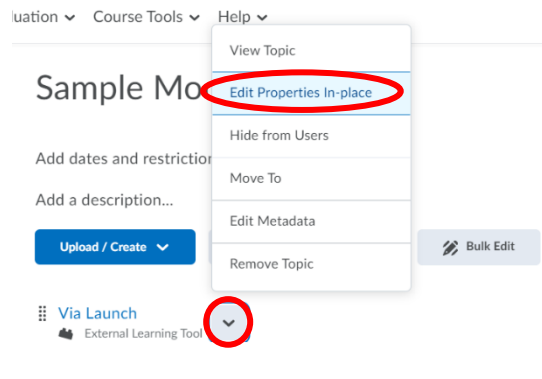 luation Course Tools Help
View Topic
Sample Mo
Edit Properties In-place
Hide from Users
Add dates and restriction
Move To
Add a description...
Edit Metadata
Upload / Create
Bulk Edit
Remove Topic
Via Launch
External Learning Tool